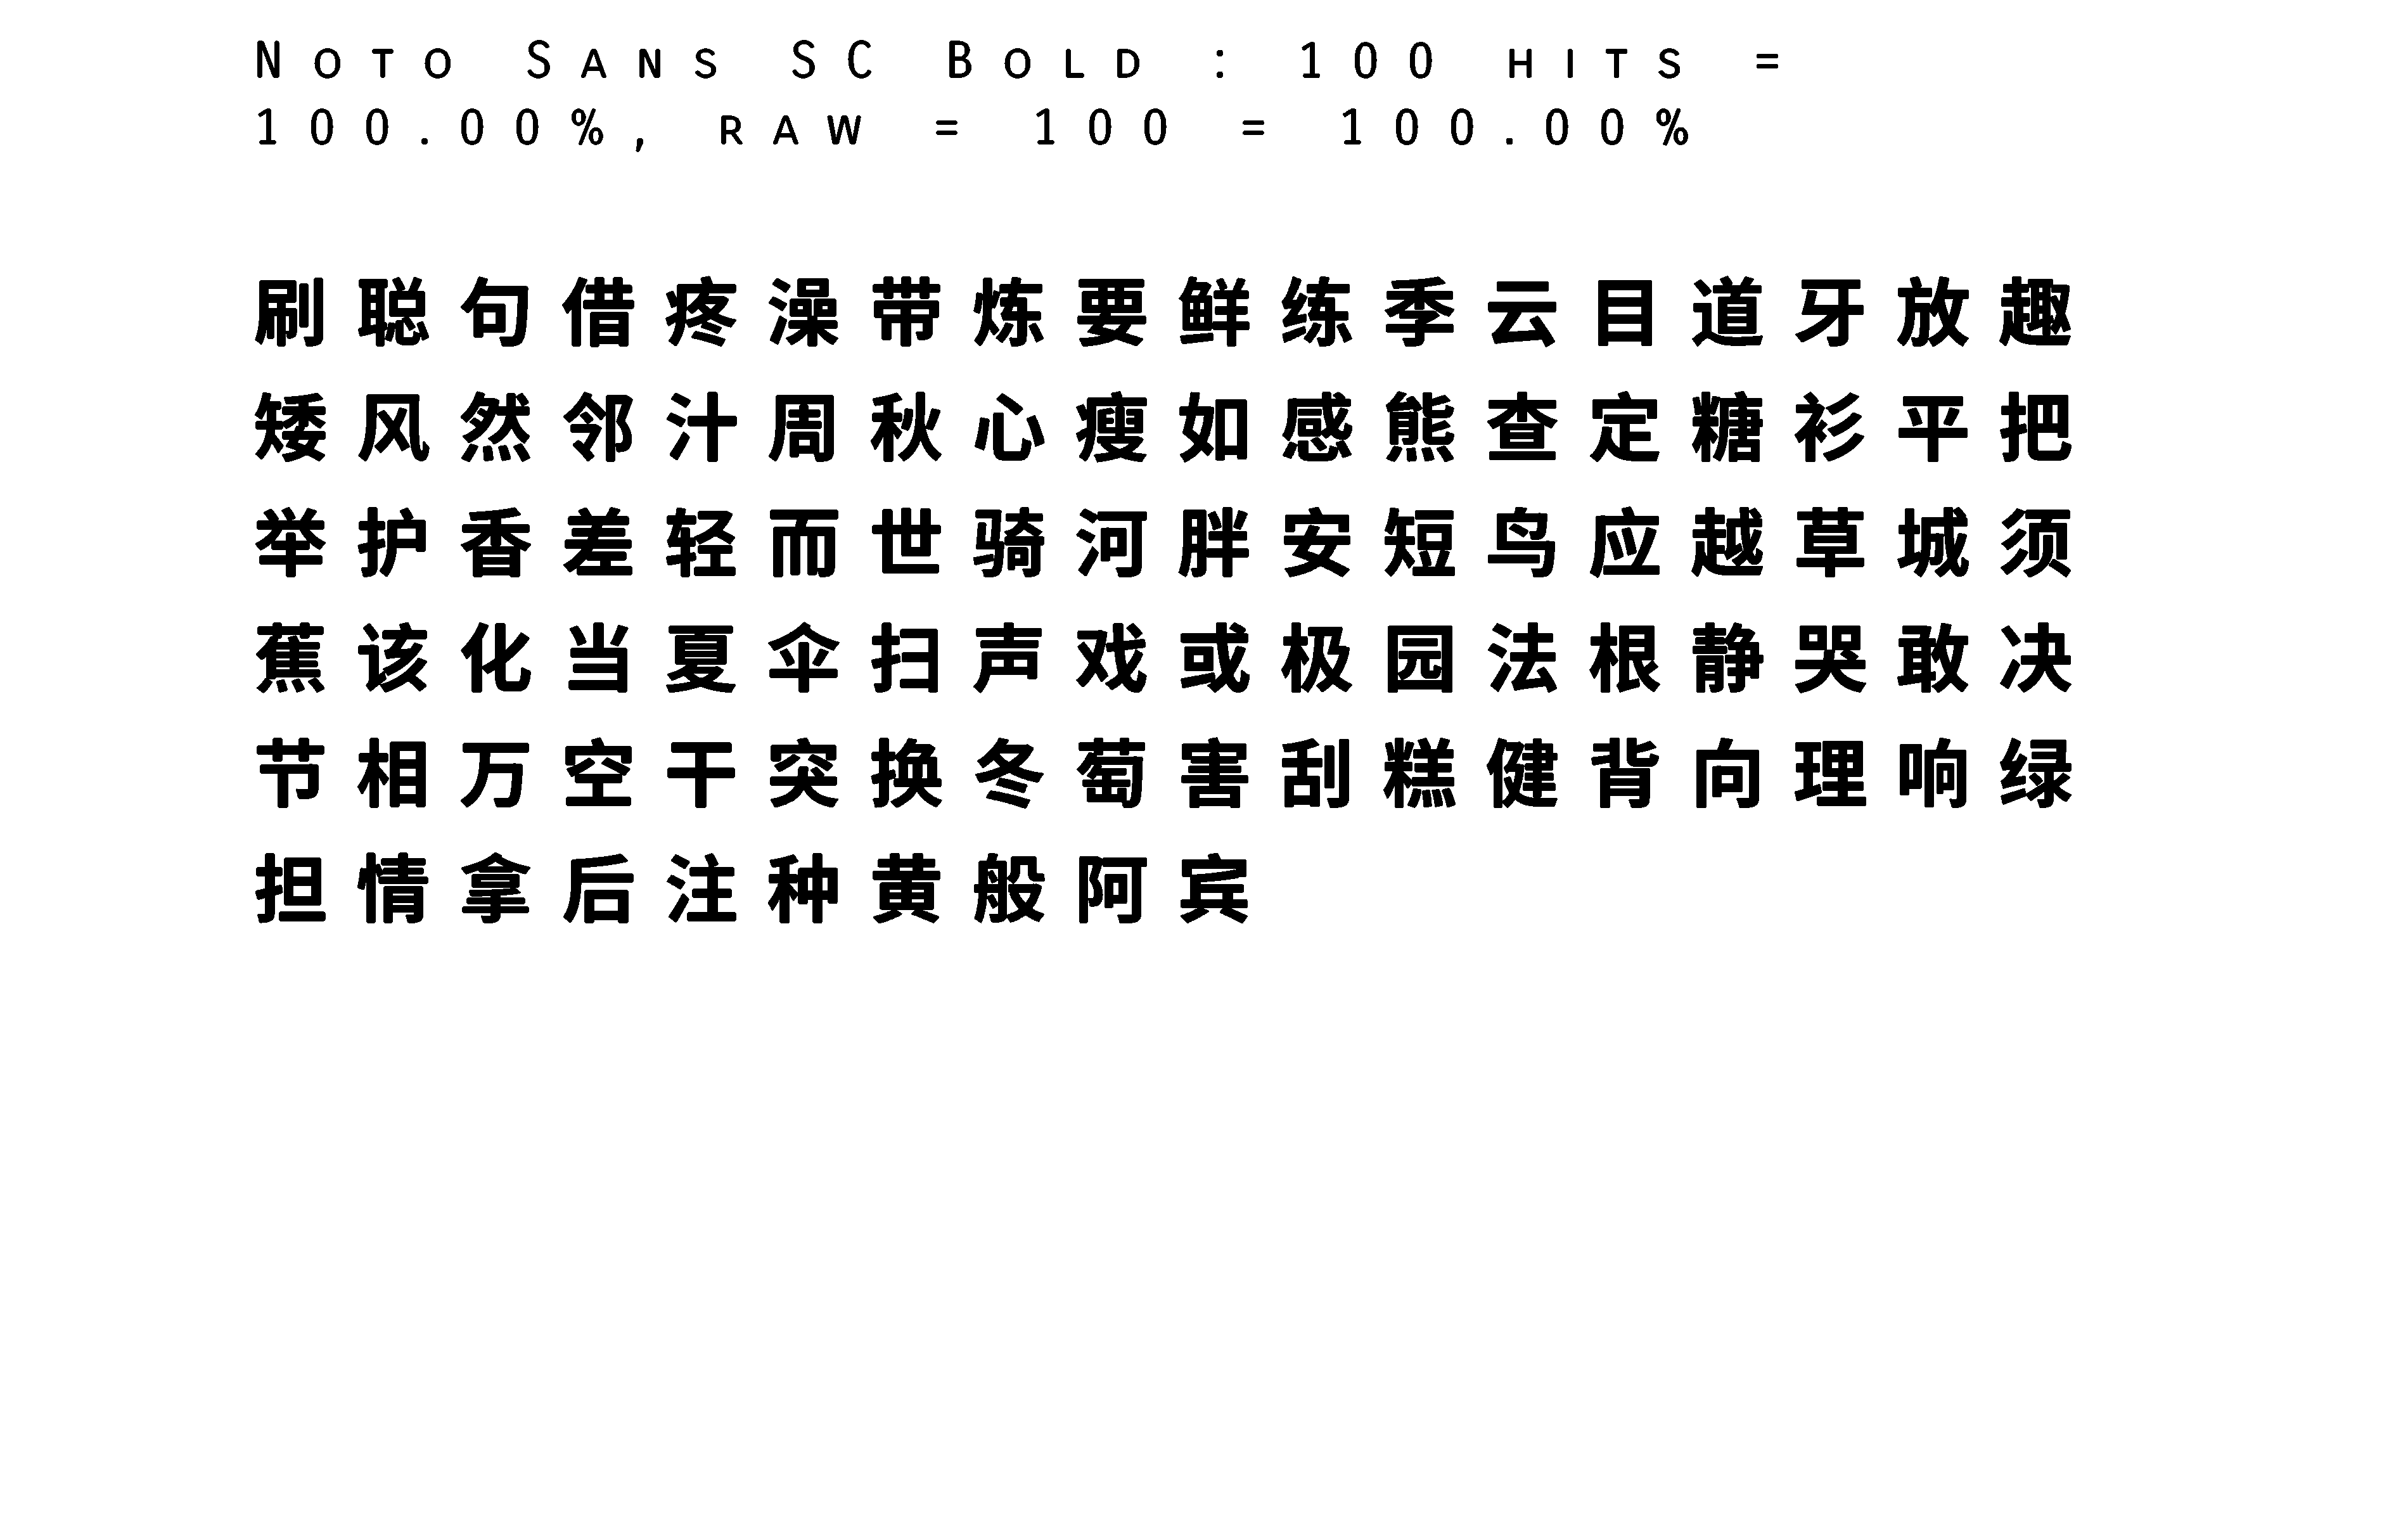 Noto Sans SC Bold : 100 hits =
100.00%, raw = 100 = 100.00%
刷聪句借疼澡带炼要鲜练季云目道牙放趣
矮风然邻汁周秋心瘦如感熊查定糖衫平把
举护香差轻而世骑河胖安短鸟应越草城须
蕉该化当夏伞扫声戏或极园法根静哭敢决
节相万空干突换冬萄害刮糕健背向理响绿
担情拿后注种黄般阿宾